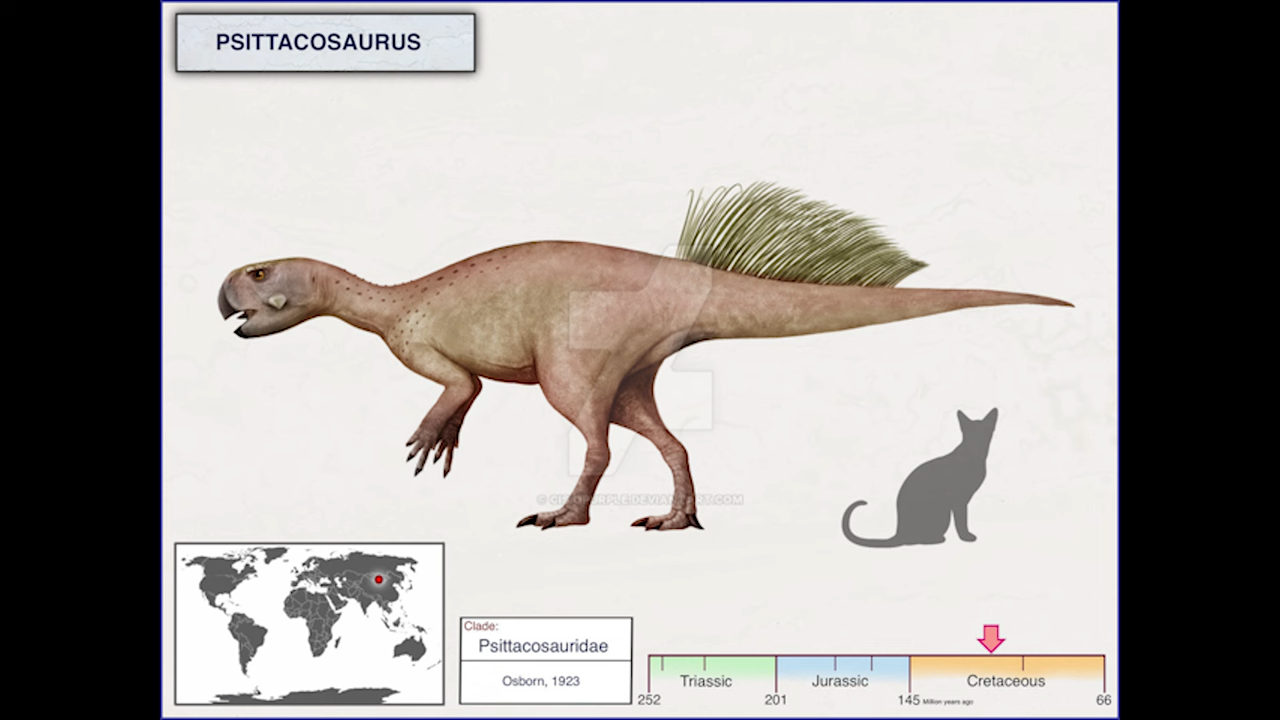 PSITTACOSAURUS
Clade:
Psittacosauridae
Osborn, 1923
Triassic
Jurassic
Cretaceous
252
201
145 Million years ago
66